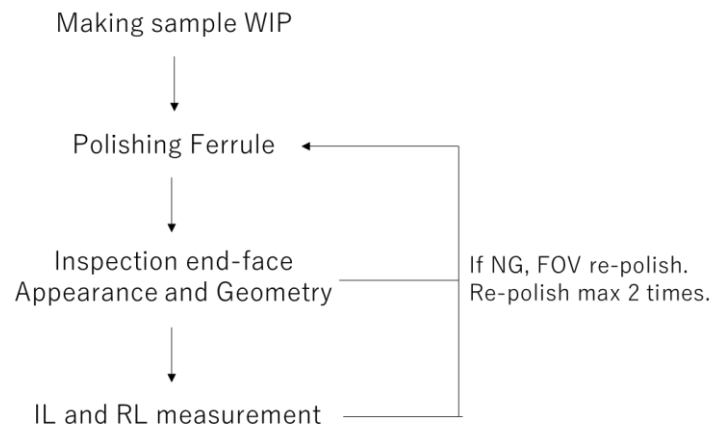 Making sample WIP
Polishing Ferrule
Inspection end-face
Appearance and Geometry
If NG, FOV re-polish.
Re-polish max 2 times.
IL and RL measurement